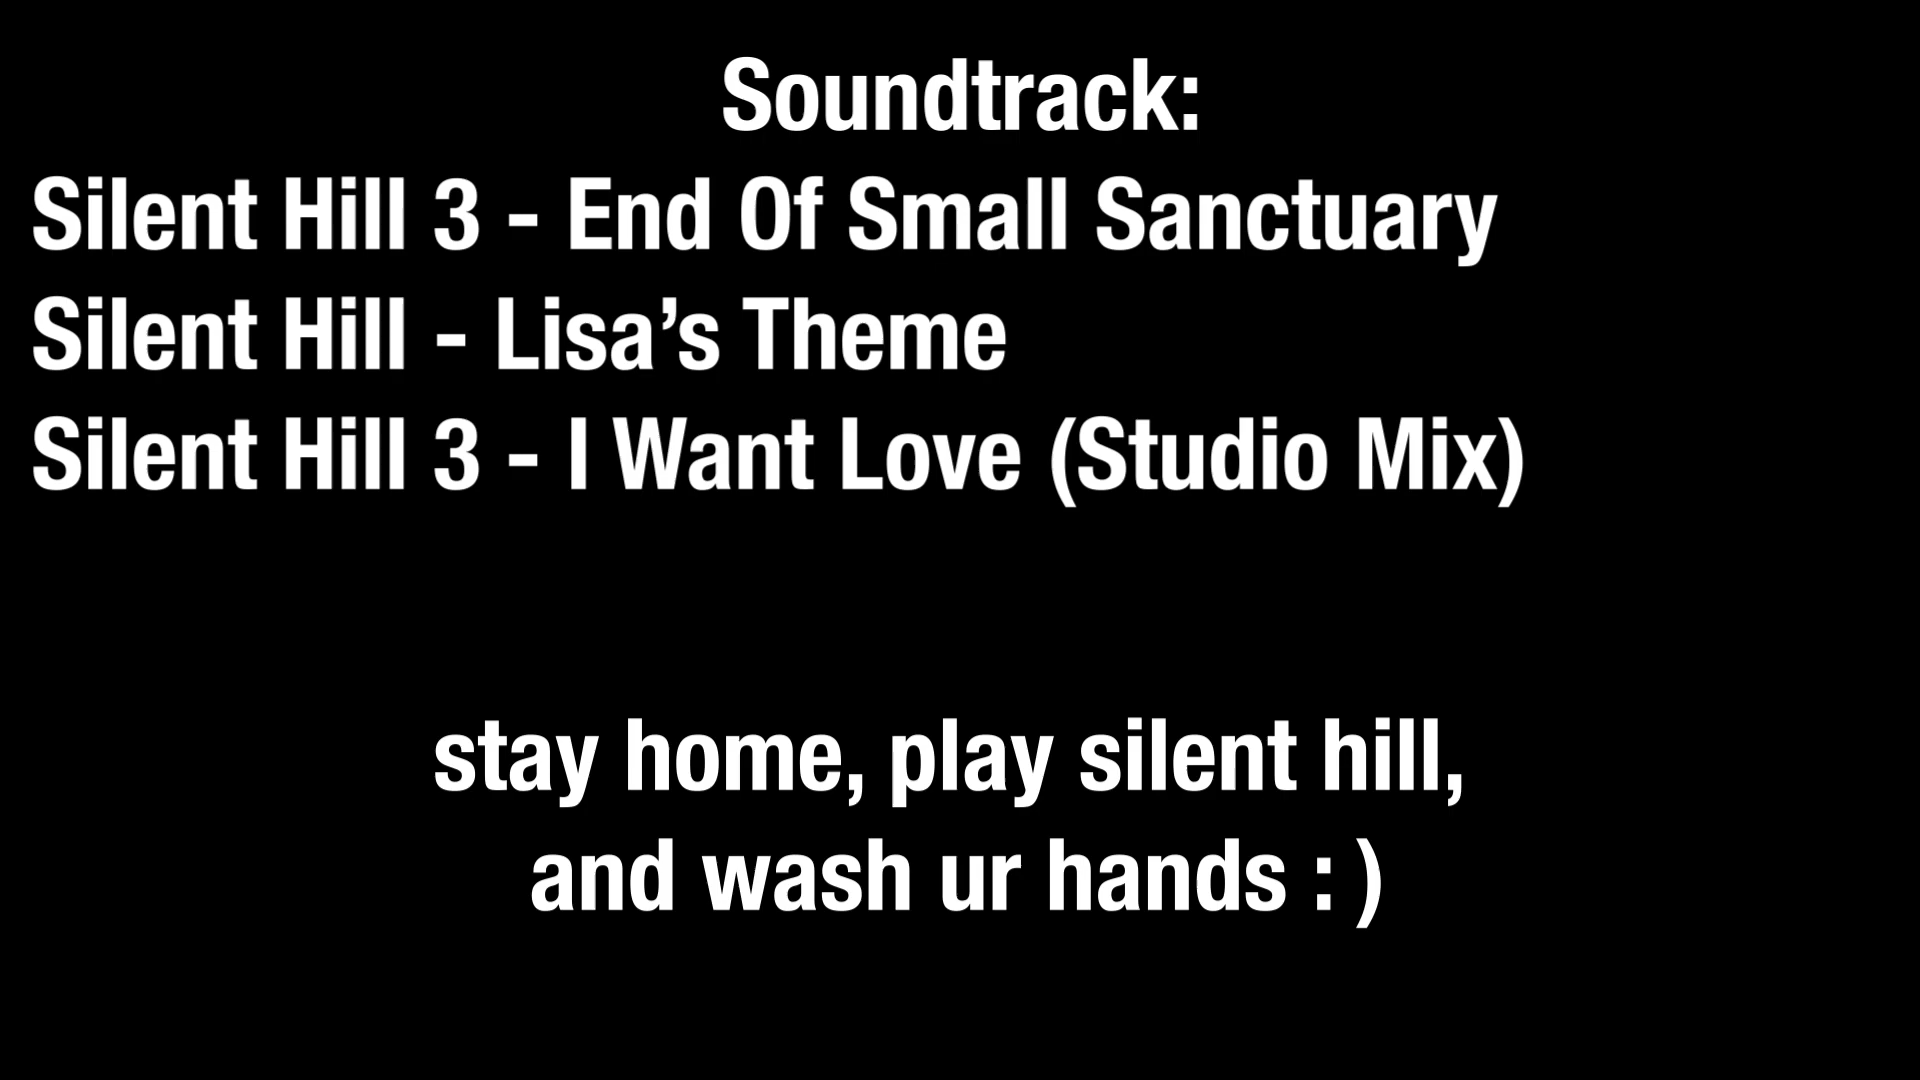 Soundtrack:
Silent Hill 3 - End Of Small Sanctuary
Silent Hill - Lisa’s Theme
Silent Hill 3 - I Want Love (Studio Mix)
stay home, play silent hill,
and wash ur hands : )